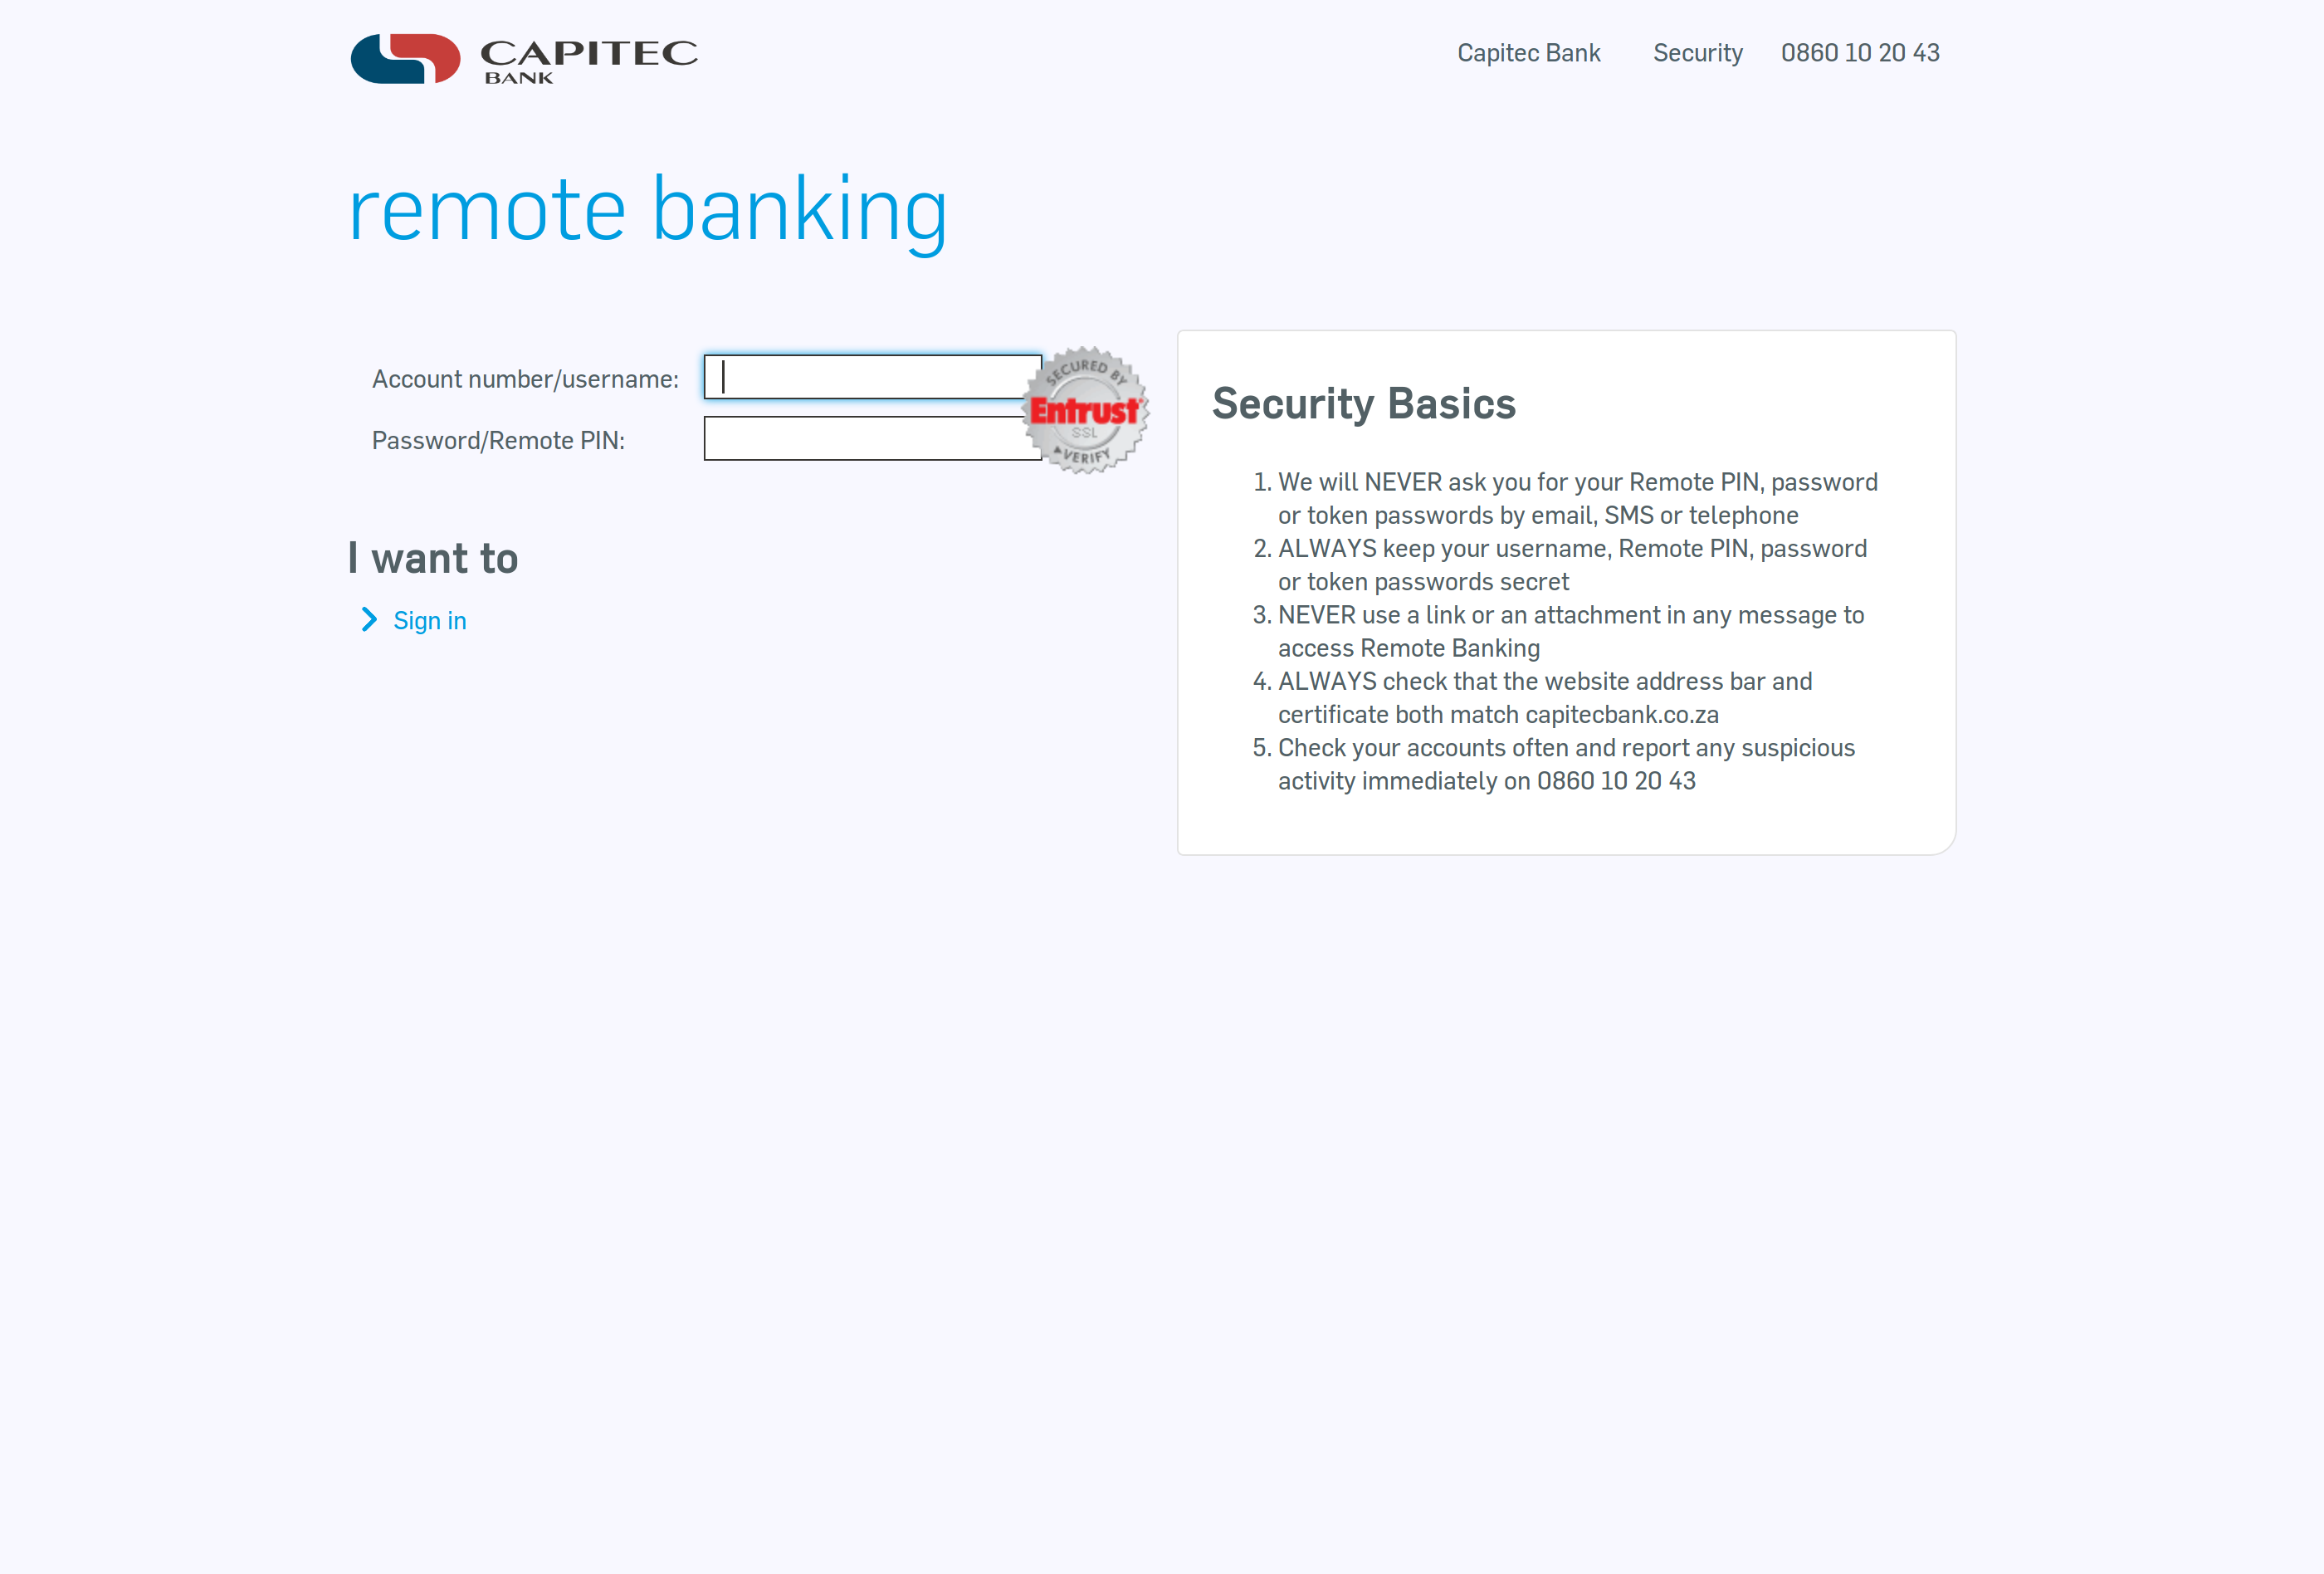 CAPITEC
BANK
Capitec Bank Security 0860 10 20 43
remote banking
Account number/username:
Password/Remote PIN:
SECURED BY
Entrust
SSL
VERIFY
I want to
Sign in
Security Basics
1. We will NEVER ask you for your Remote PIN, password
or token passwords by email, SMS or telephone
2. ALWAYS keep your username, Remote PIN, password
or token passwords secret
3. NEVER use a link or an attachment in any message to
access Remote Banking
4. ALWAYS check that the website address bar and
certificate both match capitecbank.co.za
5. Check your accounts often and report any suspicious
activity immediately on 0860 10 20 43